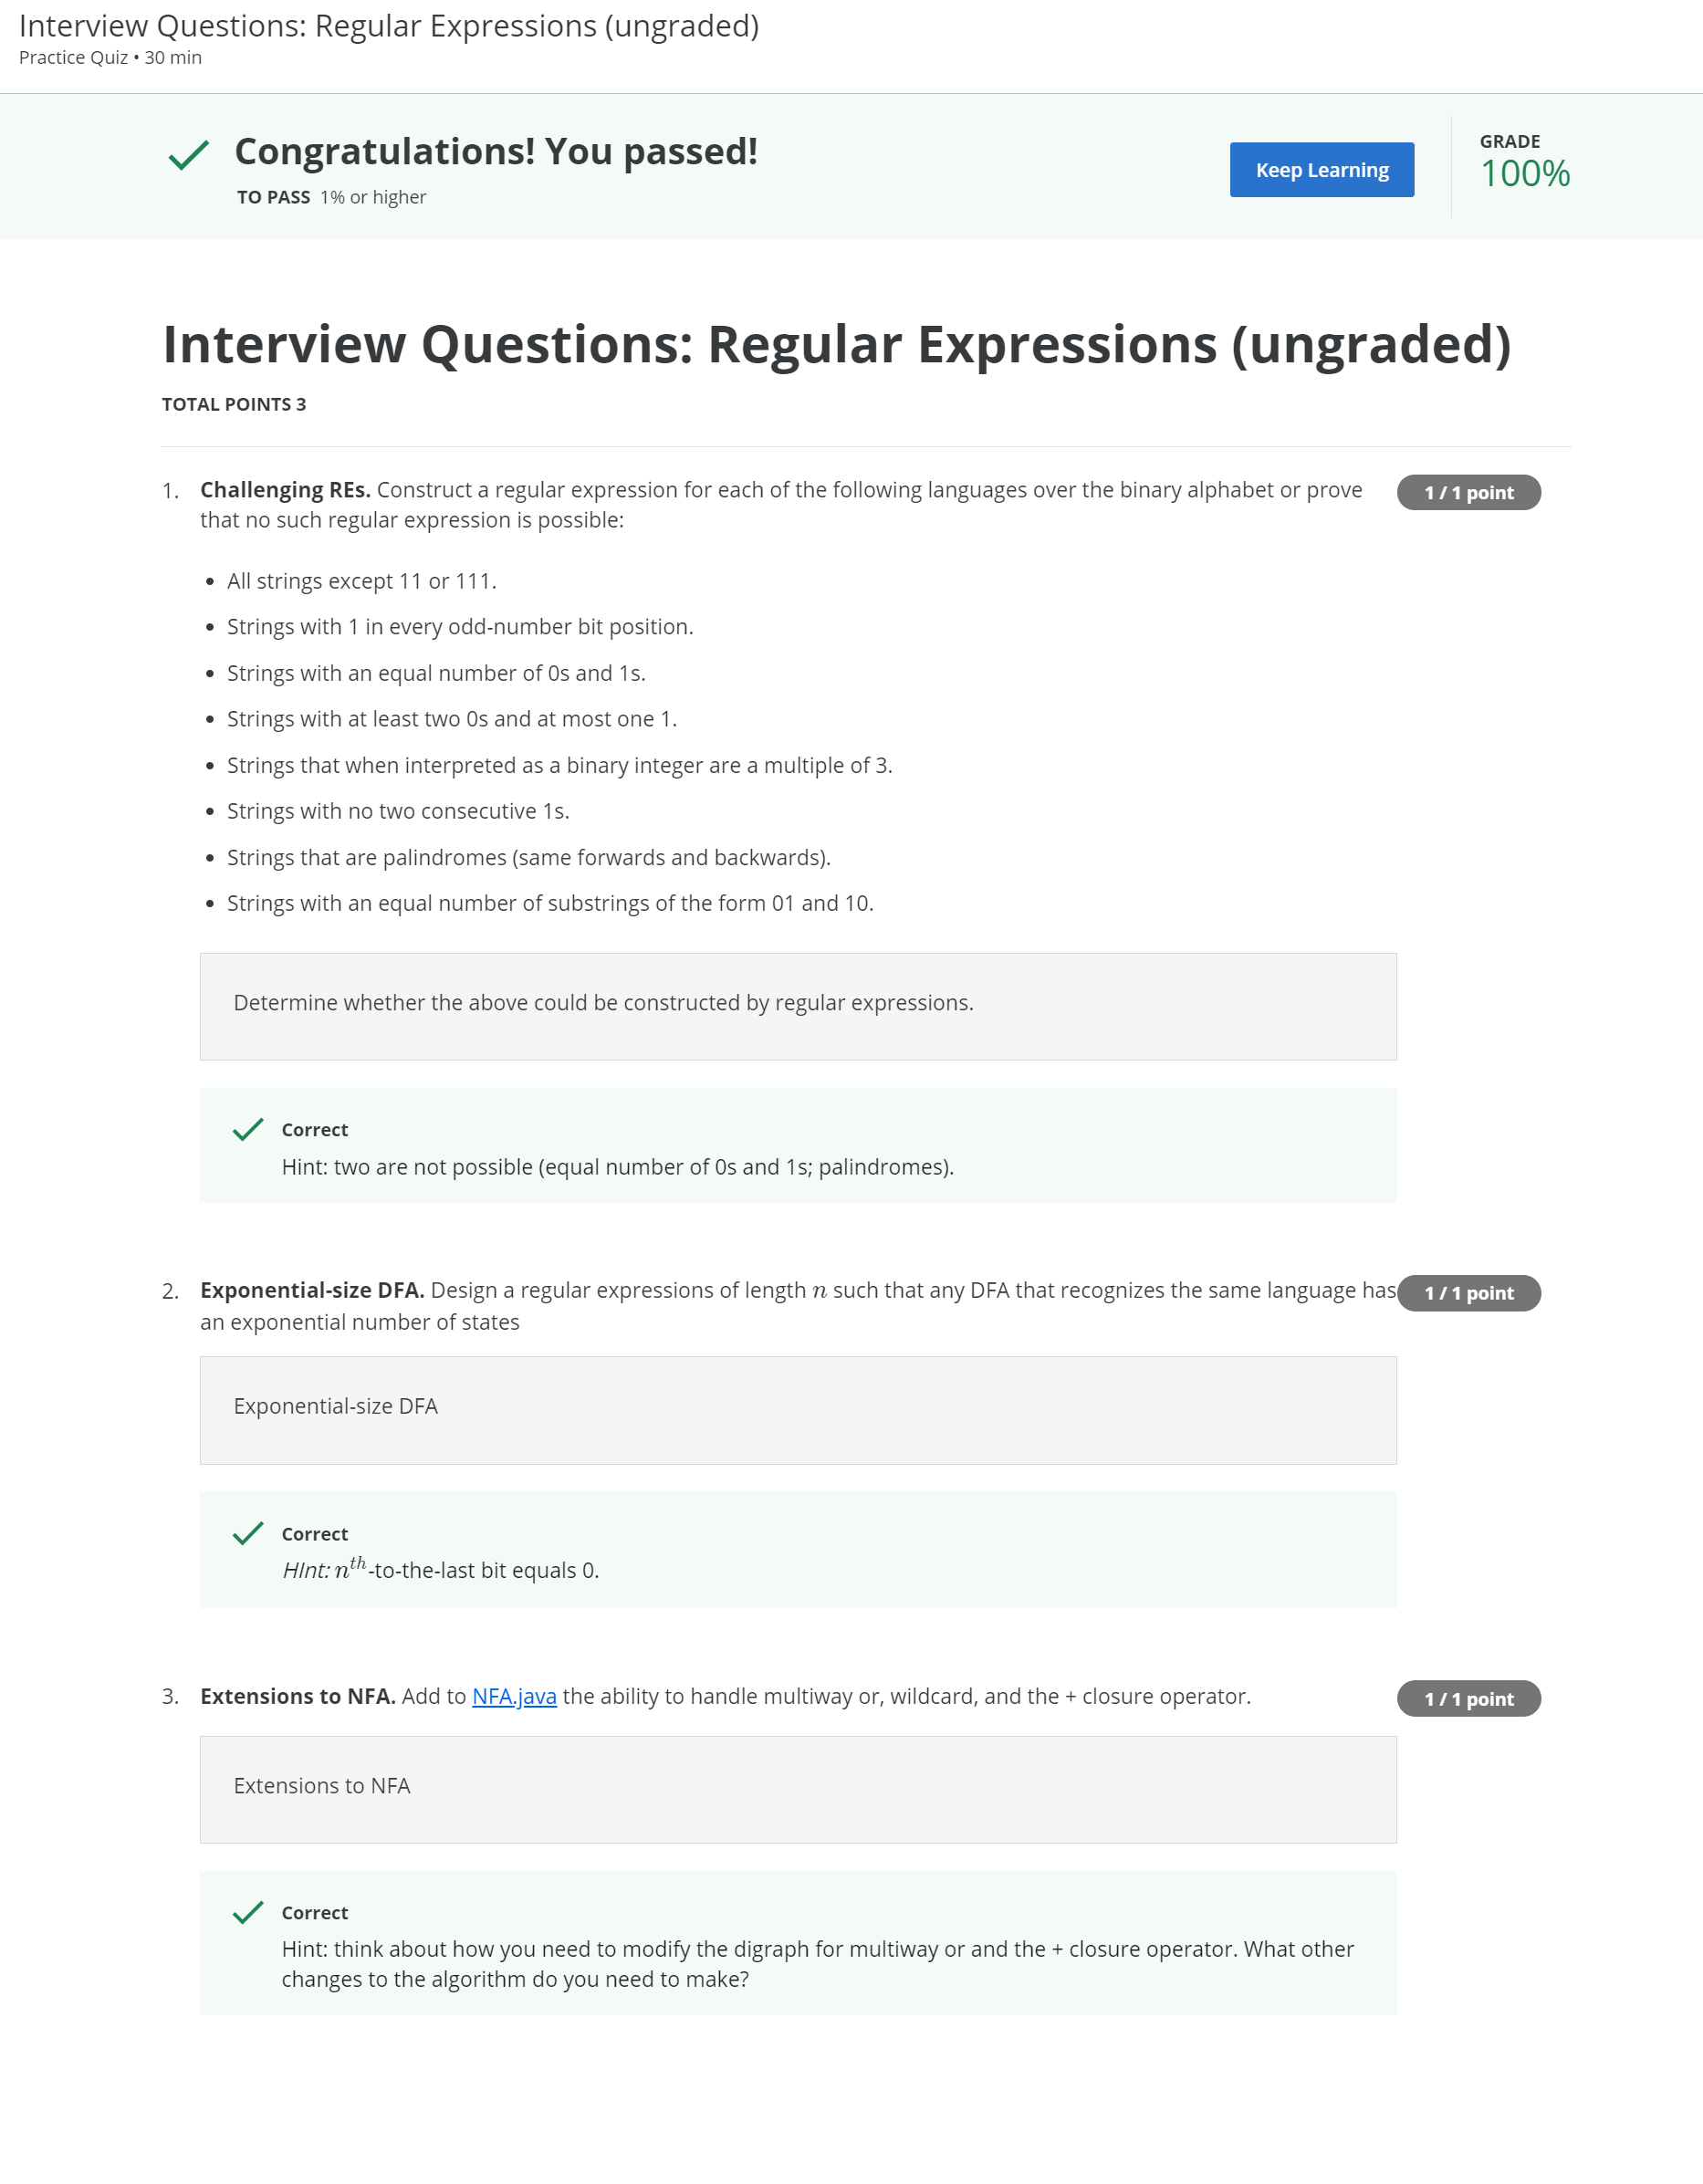 Interview Questions: Regular Expressions (ungraded)
Practice Quiz • 30 min
Congratulations! You passed!
TO PASS 1% or higher
Keep Learning
GRADE
100%
Interview Questions: Regular Expressions (ungraded)
TOTAL POINTS 3
1. Challenging REs. Construct a regular expression for each of the following languages over the binary alphabet or prove
that no such regular expression is possible:
1 / 1 point
• All strings except 11 or 111.
• Strings with 1 in every odd-number bit position.
• Strings with an equal number of 0s and 1s.
• Strings with at least two 0s and at most one 1.
• Strings that when interpreted as a binary integer are a multiple of 3.
• Strings with no two consecutive 1s.
• Strings that are palindromes (same forwards and backwards).
• Strings with an equal number of substrings of the form 01 and 10.
Determine whether the above could be constructed by regular expressions.
Correct
Hint: two are not possible (equal number of 0s and 1s; palindromes).
2. Exponential-size DFA. Design a regular expressions of length n such that any DFA that recognizes the same language has
an exponential number of states
1 / 1 point
Exponential-size DFA
Correct
HInt: n^th-to-the-last bit equals 0.
3. Extensions to NFA. Add to NFA.java the ability to handle multiway or, wildcard, and the + closure operator.
1 / 1 point
Extensions to NFA
Correct
Hint: think about how you need to modify the digraph for multiway or and the + closure operator. What other
changes to the algorithm do you need to make?